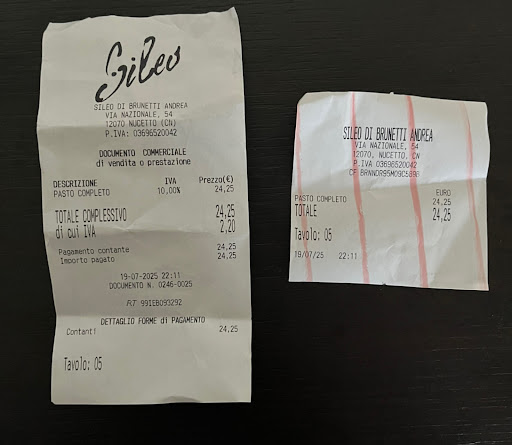 Sileo
SILEO DI BRUNETTI ANDREA
VIA NAZIONALE, 54
12070 NUCETTO (CN)
P.IVA: 03696520042
DOCUMENTO COMMERCIALE
di vendita o prestazione
DESCRIZIONE IVA Prezzo(€)
PASTO COMPLETO 10,00% 24,25
TOTALE COMPLESSIVO 24,25
di cui IVA 2,20
Pagamento contante 24,25
Importo pagato 24,25
19-07-2025 22:11
DOCUMENTO N. 0246-0025
RT 99IEB093292
DETTAGLIO FORME di PAGAMENTO
Contanti 24,25
Tavolo: 05
SILEO DI BRUNETTI ANDREA
VIA NAZIONALE, 54
12070, NUCETTO, CN
P.IVA 03696520042
CF BRNNDR95M09C589B
EURO
PASTO COMPLETO 24,25
TOTALE 24,25
Tavolo: 05
19/07/25 22:11